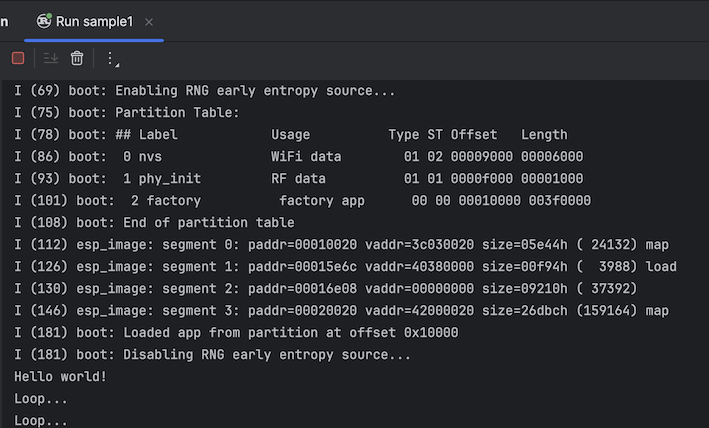 n
Run sample1
I (69) boot: Enabling RNG early entropy source...
I (75) boot: Partition Table:
I (78) boot: ## Label            Usage          Type ST Offset   Length
I (86) boot:  0 nvs              WiFi data        01 02 00009000 00006000
I (93) boot:  1 phy_init         RF data          01 01 0000f000 00001000
I (101) boot:  2 factory          factory app      00 00 00010000 003f0000
I (108) boot: End of partition table
I (112) esp_image: segment 0: paddr=00010020 vaddr=3c030020 size=05e44h ( 24132) map
I (126) esp_image: segment 1: paddr=00015e6c vaddr=40380000 size=00f94h (  3988) load
I (130) esp_image: segment 2: paddr=00016e08 vaddr=00000000 size=09210h ( 37392)
I (146) esp_image: segment 3: paddr=00020020 vaddr=42000020 size=26dbch (159164) map
I (181) boot: Loaded app from partition at offset 0x10000
I (181) boot: Disabling RNG early entropy source...
Hello world!
Loop...
Loop...